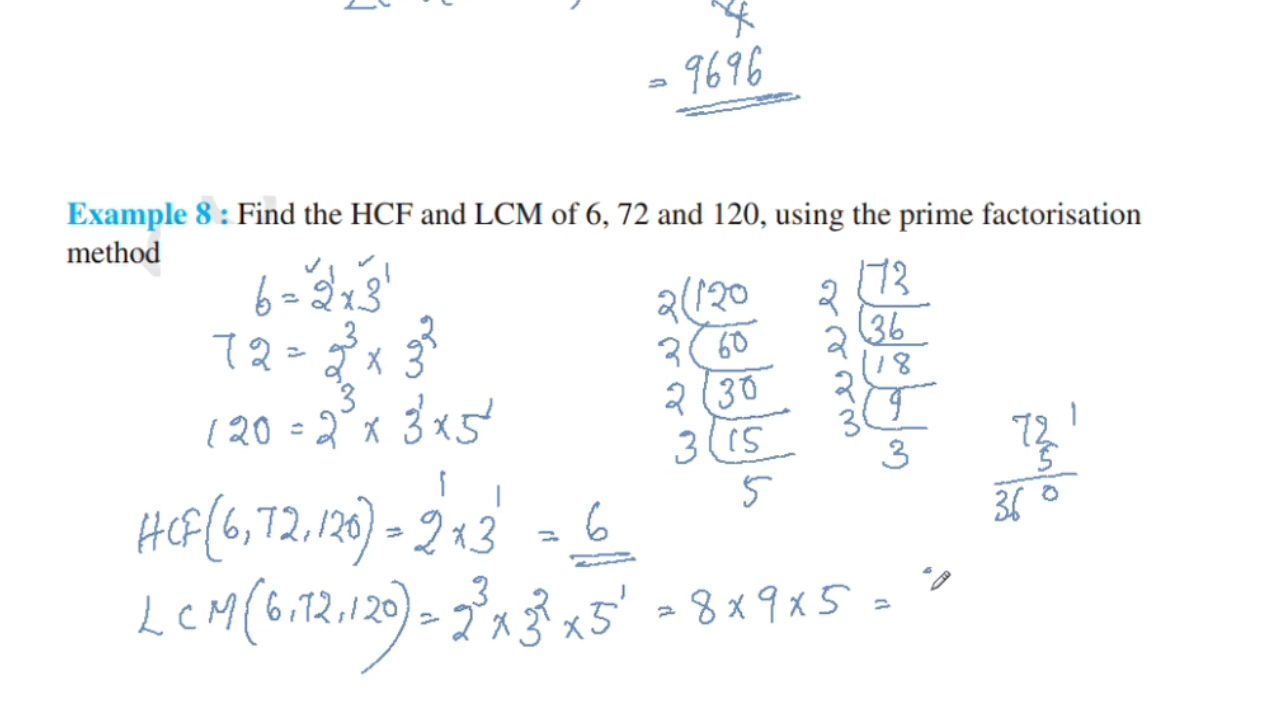 = 9696
Example 8 : Find the HCF and LCM of 6, 72 and 120, using the prime factorisation
method
6 = 2¹ x 3¹
72 = 2³ x 3²
120 = 2³ x 3¹ x 5¹
2 120
2 60
2 30
3 15
5
2 72
2 36
2 18
3 9
3
72 1
5
360
HCF(6,72,120) = 2¹ x 3¹ = 6
LCM(6,72,120) = 2³ x 3² x 5¹ = 8 x 9 x 5 =